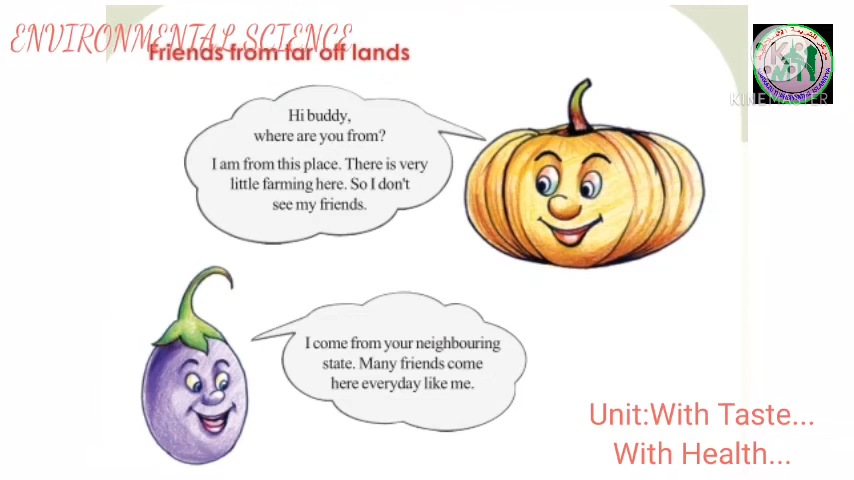 ENVIRONMENTAL SCIENCE
Friends from far off lands
Hi buddy,
where are you from?
I am from this place. There is very
little farming here. So I don't
see my friends.
I come from your neighbouring
state. Many friends come
here everyday like me.
Unit:With Taste...
With Health...
KINEMASTER